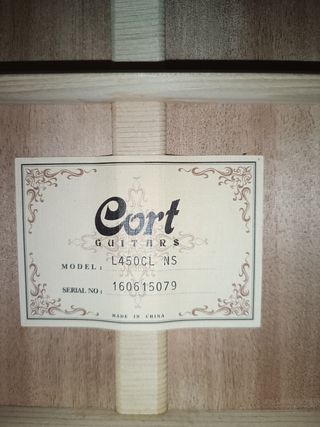 Cort
GUITARS
MODEL: L450CL NS
SERIAL NO: 160615079
MADE IN CHINA